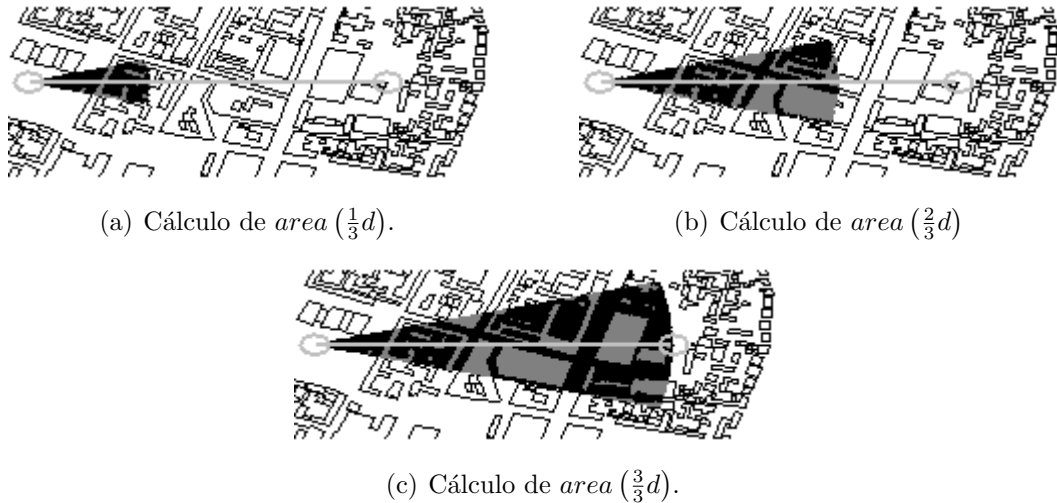 (a) Cálculo de area (1/3 d).
(b) Cálculo de area (2/3 d)
(c) Cálculo de area (3/3 d).